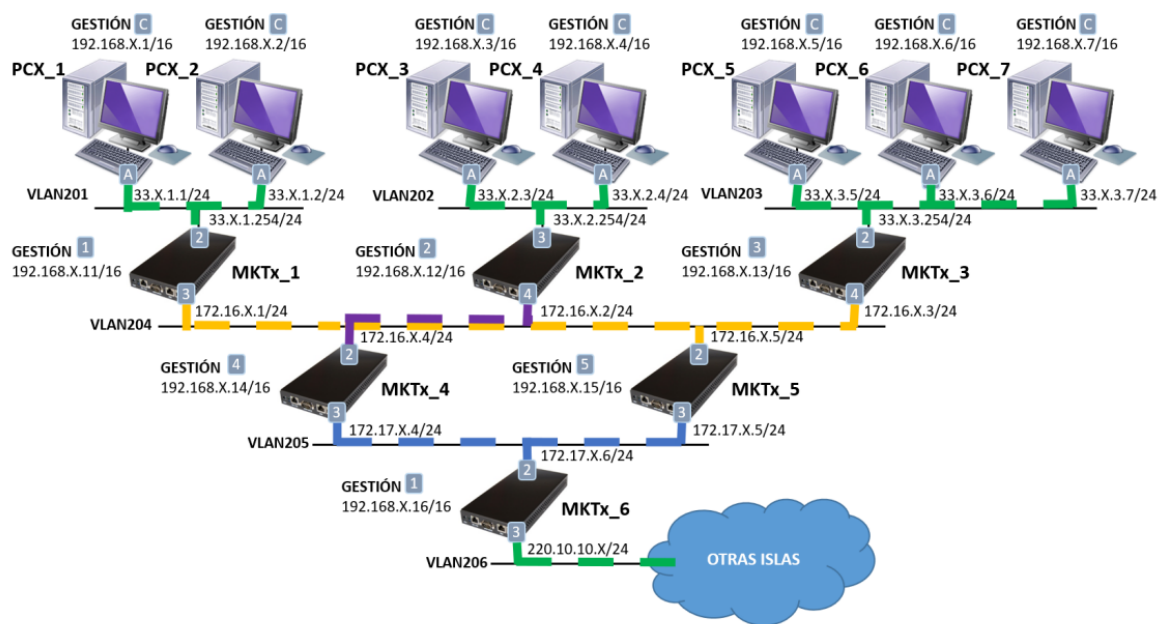 GESTIÓN C
192.168.X.1/16
GESTIÓN C
192.168.X.2/16
GESTIÓN C
192.168.X.3/16
GESTIÓN C
192.168.X.4/16
GESTIÓN C
192.168.X.5/16
GESTIÓN C
192.168.X.6/16
GESTIÓN C
192.168.X.7/16
PCX_1
PCX_2
PCX_3
PCX_4
PCX_5
PCX_6
PCX_7
A
A
A
A
A
A
A
VLAN201
33.X.1.1/24
33.X.1.2/24
VLAN202
33.X.2.3/24
33.X.2.4/24
VLAN203
33.X.3.5/24
33.X.3.6/24
33.X.3.7/24
33.X.1.254/24
33.X.2.254/24
33.X.3.254/24
GESTIÓN 1
192.168.X.11/16
2
MKTx_1
3
GESTIÓN 2
192.168.X.12/16
3
MKTx_2
4
GESTIÓN 3
192.168.X.13/16
2
MKTx_3
4
VLAN204
172.16.X.1/24
172.16.X.2/24
172.16.X.3/24
172.16.X.4/24
172.16.X.5/24
GESTIÓN 4
192.168.X.14/16
2
MKTx_4
3
GESTIÓN 5
192.168.X.15/16
2
MKTx_5
3
VLAN205
172.17.X.4/24
172.17.X.5/24
172.17.X.6/24
GESTIÓN 1
192.168.X.16/16
2
MKTx_6
3
VLAN206
220.10.10.X/24
OTRAS ISLAS